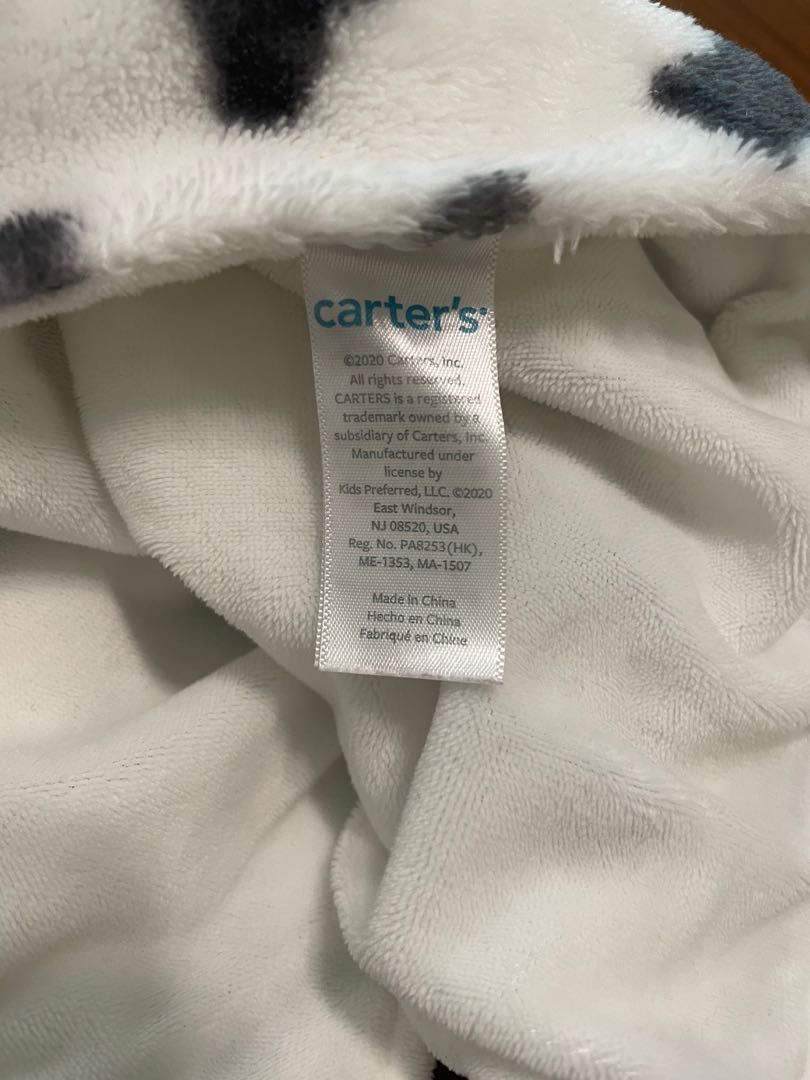 carter's
©2020 Carters, Inc.
All rights reserved.
CARTERS is a registered
trademark owned by a
subsidiary of Carters, Inc.
Manufactured under
license by
Kids Preferred, LLC. ©2020
East Windsor,
NJ 08520, USA
Reg. No. PA8253(HK),
ME-1353, MA-1507
Made in China
Hecho en China
Fabriqué en Chine